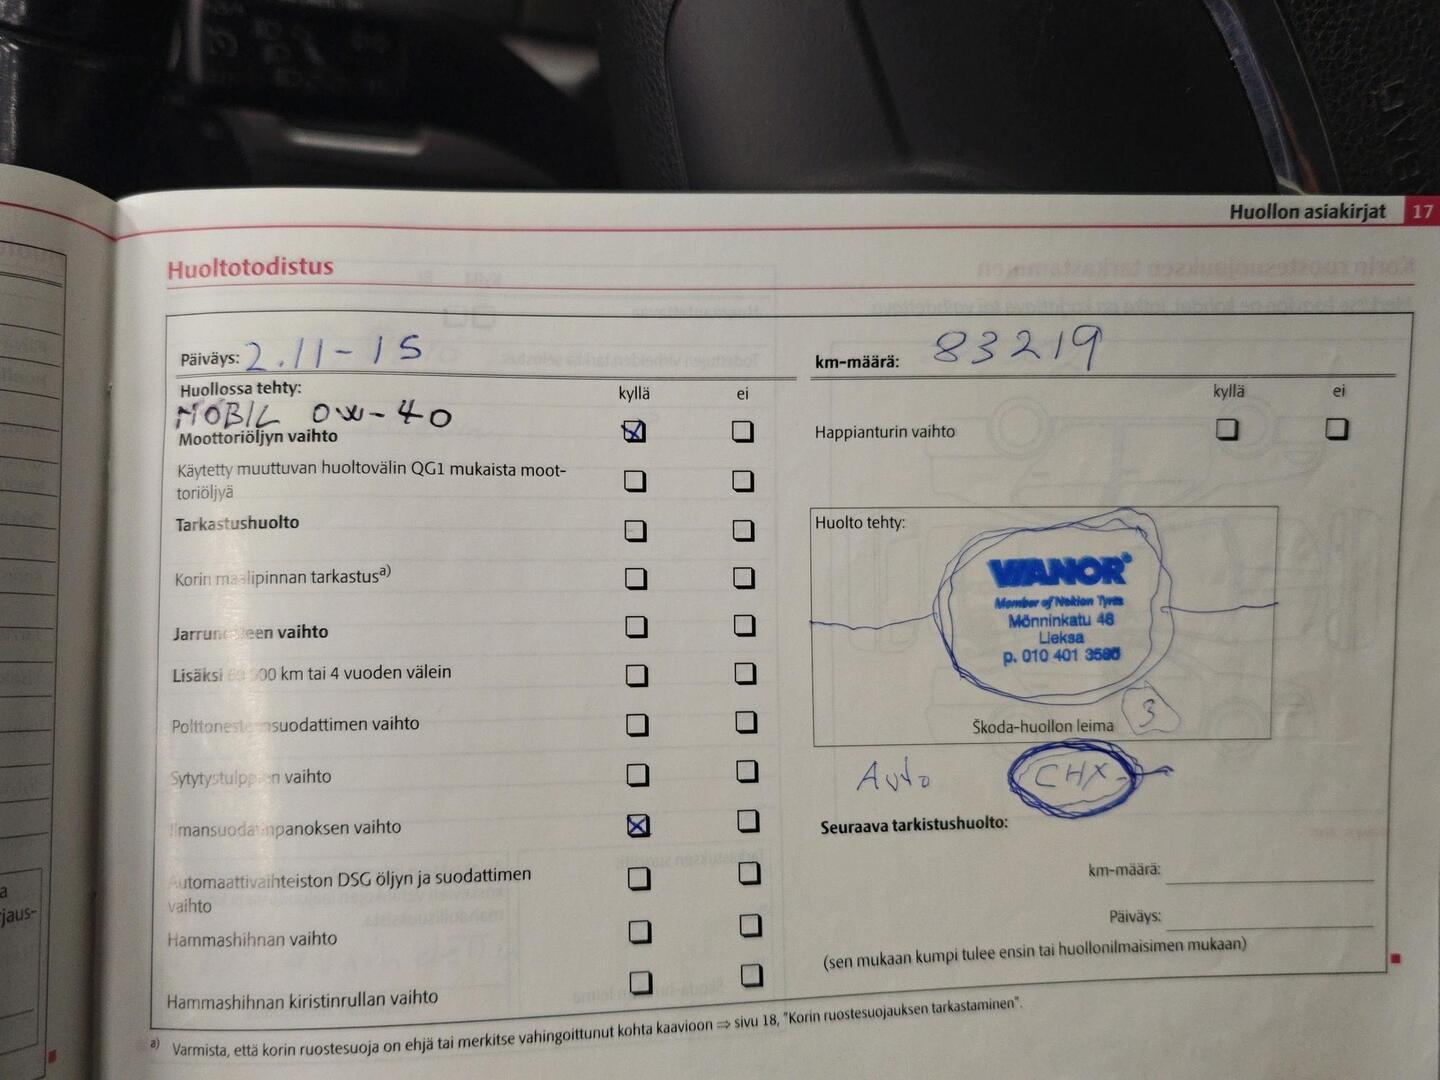 Huollon asiakirjat 17
Huoltotodistus
Päiväys: 2.11-15
km-määrä: 83219
Huollossa tehty:
kyllä ei
kyllä ei
MOBIL 0W-40
Moottoriöljyn vaihto
Happianturin vaihto
Käytetty muuttuvan huoltovälin QG1 mukaista moot-
toriöljyä
Tarkastushuolto
Korin maalipinnan tarkastus a)
Jarrunesteen vaihto
Lisäksi 60 000 km tai 4 vuoden välein
Polttonesteensuodattimen vaihto
Sytytystulppien vaihto
Ilmansuodatinpanoksen vaihto
Automaattivaihteiston DSG öljyn ja suodattimen
vaihto
Hammashihnan vaihto
Hammashihnan kiristinrullan vaihto
Huolto tehty:
VIANOR
Member of Nokian Tyres
Mönninkatu 48
Lieksa
p. 010 401 3580
3
Škoda-huollon leima
Auto CHX
Seuraava tarkistushuolto:
km-määrä:
Päiväys:
(sen mukaan kumpi tulee ensin tai huollonilmaisimen mukaan)
a) Varmista, että korin ruostesuoja on ehjä tai merkitse vahingoittunut kohta kaavioon ⇒ sivu 18, "Korin ruostesuojauksen tarkastaminen".
a
rjaus-